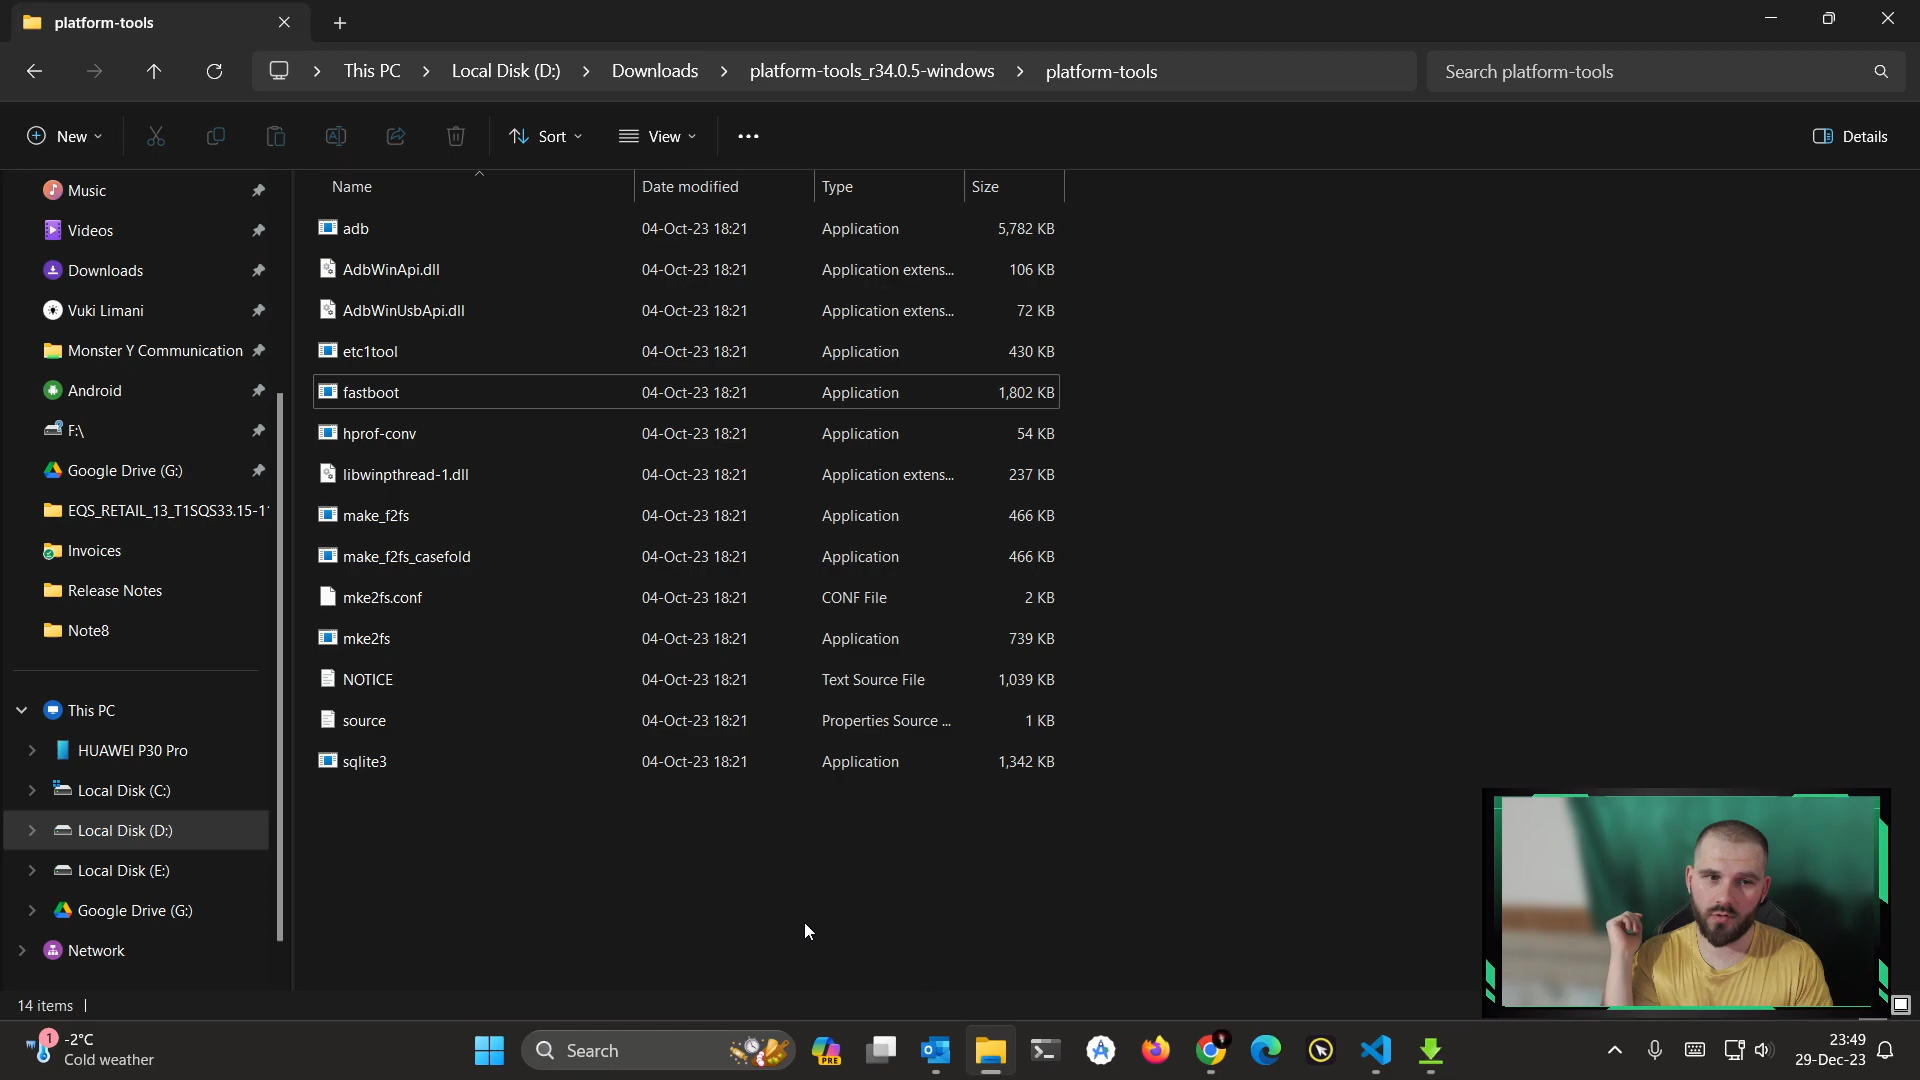 platform-tools
This PC
Local Disk (D:)
Downloads
platform-tools_r34.0.5-windows
platform-tools
Search platform-tools
New
Sort
View
Details
Music
Videos
Downloads
Vuki Limani
Monster Y Communication
Android
F:\
Google Drive (G:)
EQS_RETAIL_13_T1SQS33.15-1
Invoices
Release Notes
Note8
This PC
HUAWEI P30 Pro
Local Disk (C:)
Local Disk (D:)
Local Disk (E:)
Google Drive (G:)
Network
Name Date modified Type Size
adb 04-Oct-23 18:21 Application 5,782 KB
AdbWinApi.dll 04-Oct-23 18:21 Application extens... 106 KB
AdbWinUsbApi.dll 04-Oct-23 18:21 Application extens... 72 KB
etc1tool 04-Oct-23 18:21 Application 430 KB
fastboot 04-Oct-23 18:21 Application 1,802 KB
hprof-conv 04-Oct-23 18:21 Application 54 KB
libwinpthread-1.dll 04-Oct-23 18:21 Application extens... 237 KB
make_f2fs 04-Oct-23 18:21 Application 466 KB
make_f2fs_casefold 04-Oct-23 18:21 Application 466 KB
mke2fs.conf 04-Oct-23 18:21 CONF File 2 KB
mke2fs 04-Oct-23 18:21 Application 739 KB
NOTICE 04-Oct-23 18:21 Text Source File 1,039 KB
source 04-Oct-23 18:21 Properties Source ... 1 KB
sqlite3 04-Oct-23 18:21 Application 1,342 KB
14 items
1
-2°C
Cold weather
Search
PRE
23:49
29-Dec-23